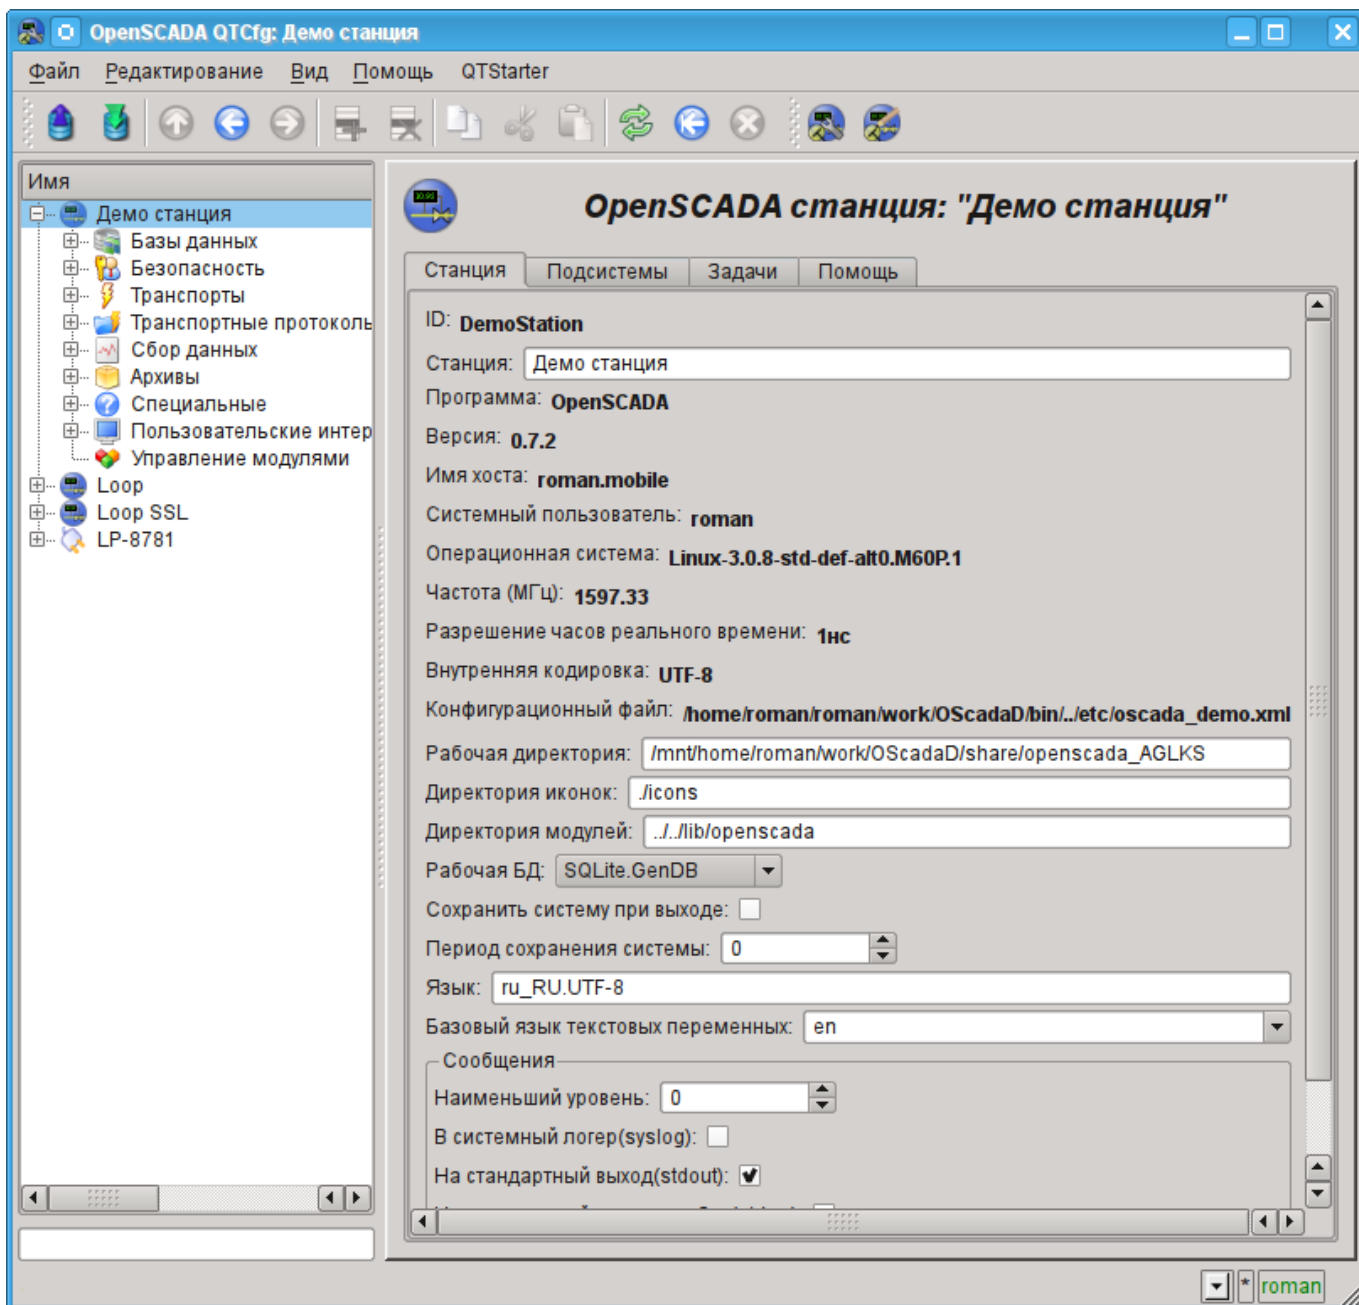 OpenSCADA QTCfg: Демо станция
Файл Редактирование Вид Помощь QTStarter
Имя
Демо станция
Базы данных
Безопасность
Транспорты
Транспортные протоколь
Сбор данных
Архивы
Специальные
Пользовательские интер
Управление модулями
Loop
Loop SSL
LP-8781
OpenSCADA станция: "Демо станция"
Станция Подсистемы Задачи Помощь
ID: DemoStation
Станция: Демо станция
Программа: OpenSCADA
Версия: 0.7.2
Имя хоста: roman.mobile
Системный пользователь: roman
Операционная система: Linux-3.0.8-std-def-alt0.M60P.1
Частота (МГц): 1597.33
Разрешение часов реального времени: 1нс
Внутренняя кодировка: UTF-8
Конфигурационный файл: /home/roman/roman/work/OScadaD/bin/../etc/oscada_demo.xml
Рабочая директория: /mnt/home/roman/work/OScadaD/share/openscada_AGLKS
Директория иконок: ./icons
Директория модулей: ../../lib/openscada
Рабочая БД: SQLite.GenDB
Сохранить систему при выходе:
Период сохранения системы: 0
Язык: ru_RU.UTF-8
Базовый язык текстовых переменных: en
Сообщения
Наименьший уровень: 0
В системный логер(syslog):
На стандартный выход(stdout):
* roman